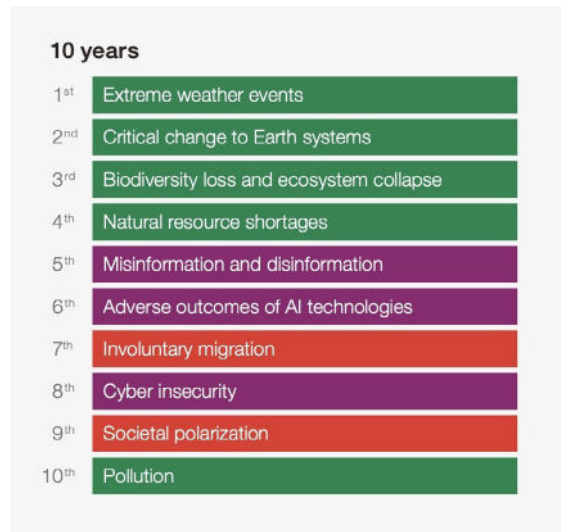 10 years
1st Extreme weather events
2nd Critical change to Earth systems
3rd Biodiversity loss and ecosystem collapse
4th Natural resource shortages
5th Misinformation and disinformation
6th Adverse outcomes of AI technologies
7th Involuntary migration
8th Cyber insecurity
9th Societal polarization
10th Pollution